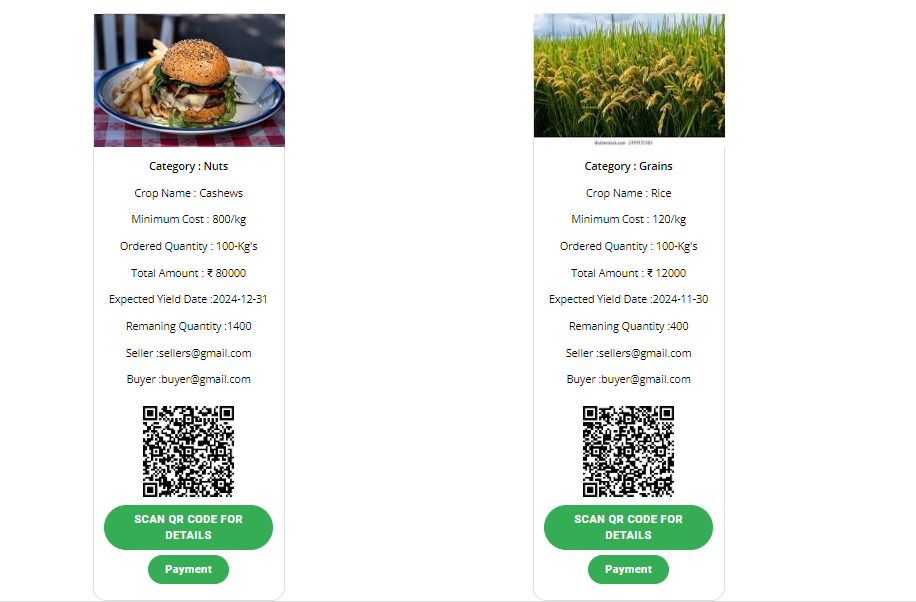 Category : Nuts
Crop Name : Cashews
Minimum Cost : 800/kg
Ordered Quantity : 100-Kg's
Total Amount : ₹ 80000
Expected Yield Date :2024-12-31
Remaning Quantity :1400
Seller :sellers@gmail.com
Buyer :buyer@gmail.com
SCAN QR CODE FOR
DETAILS
Payment
Category : Grains
Crop Name : Rice
Minimum Cost : 120/kg
Ordered Quantity : 100-Kg's
Total Amount : ₹ 12000
Expected Yield Date :2024-11-30
Remaning Quantity :400
Seller :sellers@gmail.com
Buyer :buyer@gmail.com
SCAN QR CODE FOR
DETAILS
Payment